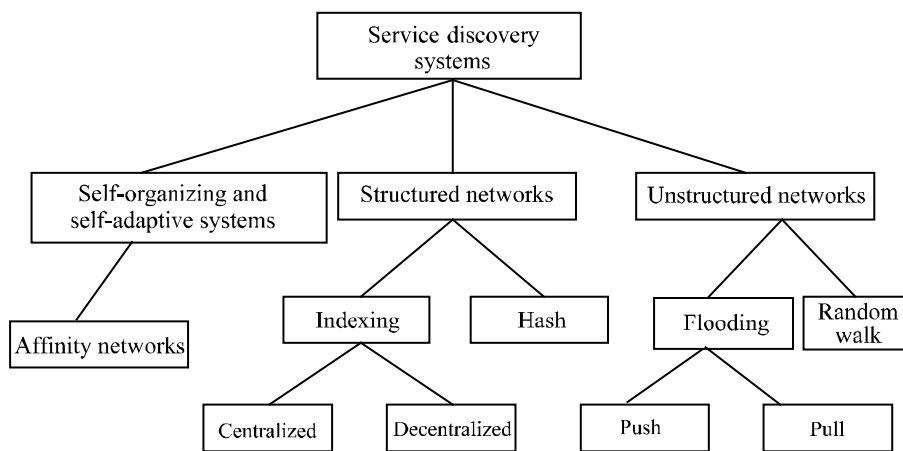 Service discovery
systems
Self-organizing and
self-adaptive systems
Structured networks
Unstructured networks
Affinity networks
Indexing
Hash
Flooding
Random
walk
Centralized
Decentralized
Push
Pull